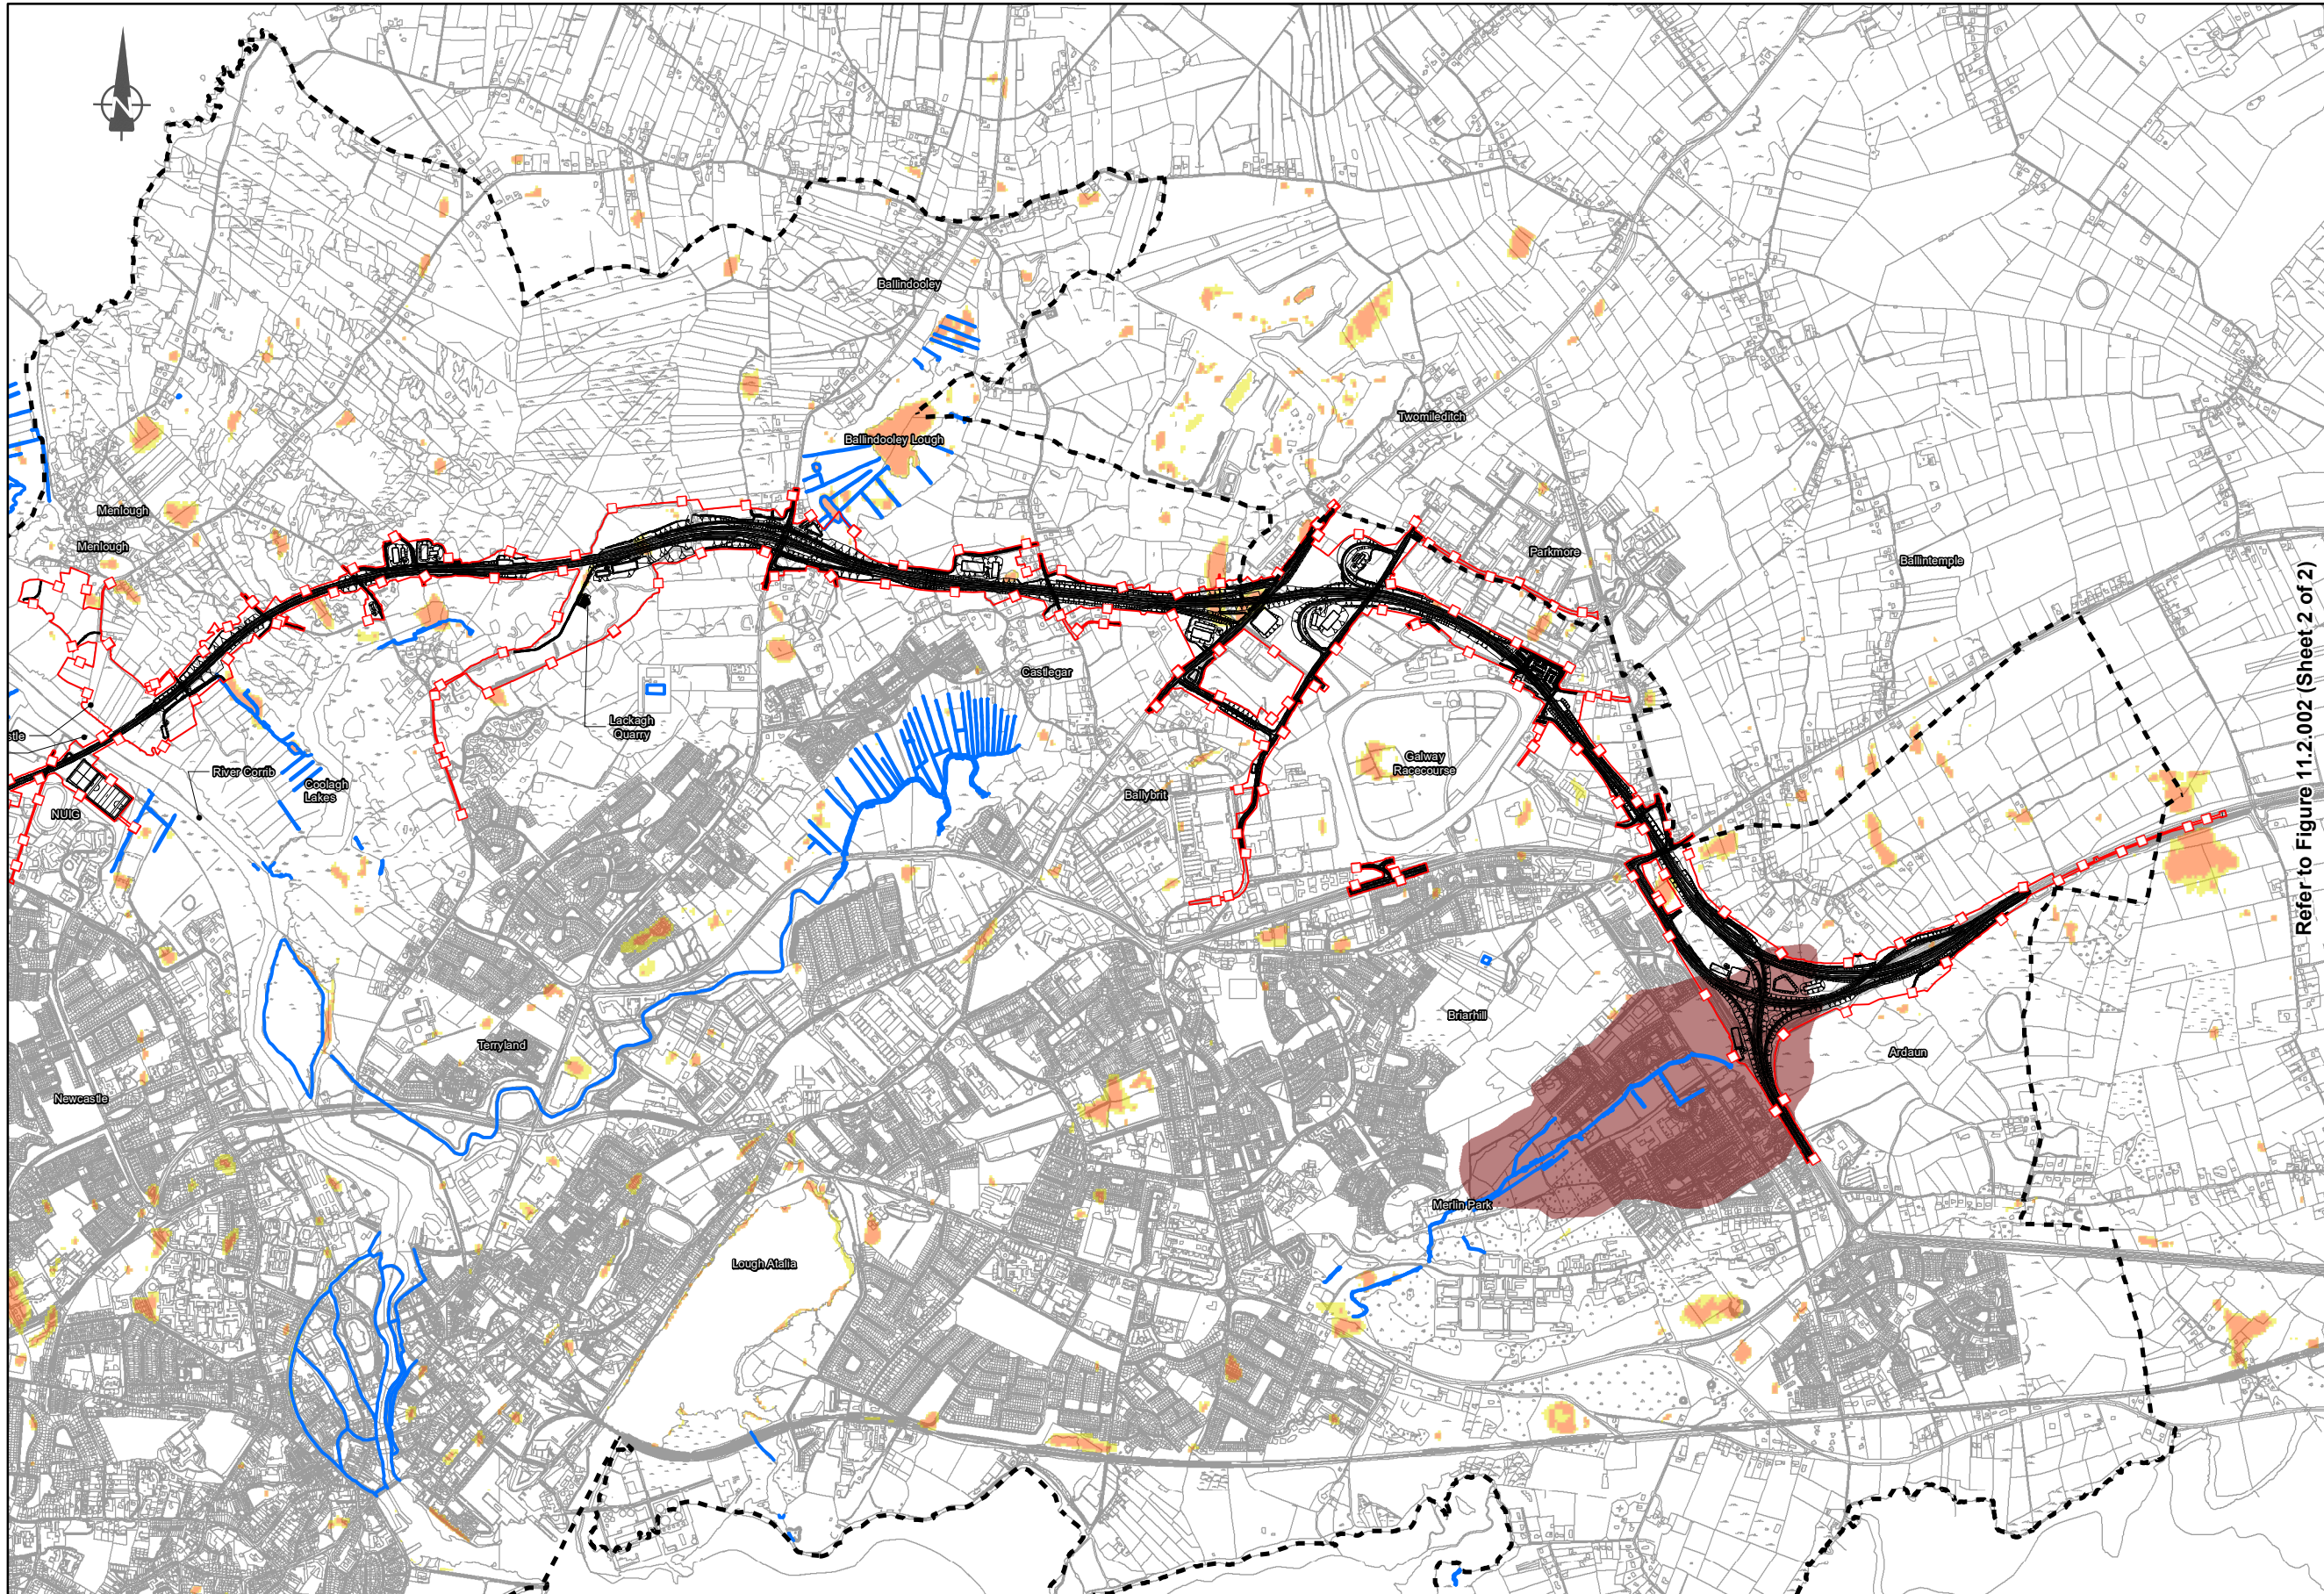 N
Ballindooley
Ballindooley Lough
Twomileditch
Menlough
Menlough
Parkmore
Ballintemple
Refer to Figure 11.2.002 (Sheet 2 of 2)
Castlegar
Lackagh
Quarry
stle
River Corrib
Coolagh
Lakes
Galway
Racecourse
Ballybrit
NUIG
Briarhill
Terryland
Ardaun
Newcastle
Merlin Park
Lough Atalia